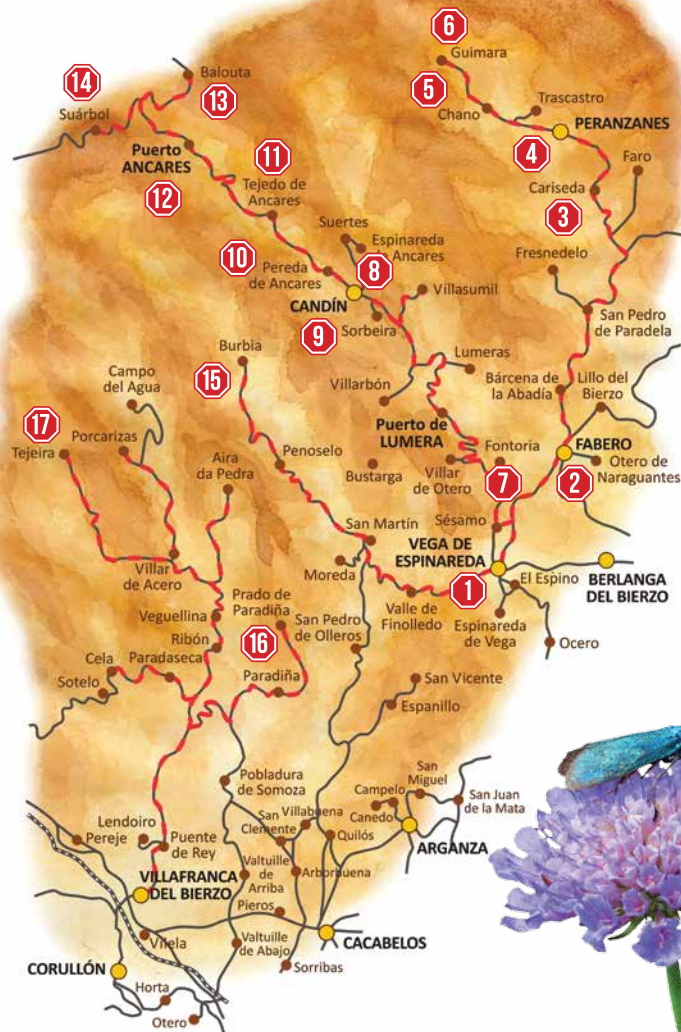 6
Guimara
14
Balouta
5
Suárbol
13
Trascastro
Chano
PERANZANES
Puerto
ANCARES
11
4
Faro
Tejedo de
Ancares
Cariseda
12
3
Suertes
Espinareda
de Ancares
Fresnedelo
10
Pereda
de Ancares
8
Villasumil
CANDÍN
9
Sorbeira
San Pedro
de Paradela
Burbia
15
Lumeras
Campo
del Agua
Villarbón
Bárcena de
la Abadía
Lillo del
Bierzo
17
Tejeira
Porcarizas
Puerto de
LUMERA
Aira
da Pedra
Penoselo
Fontoria
FABERO
Bustarga
Villar
de Otero
7
2
Otero de
Naraguantes
San Martín
Sésamo
VEGA DE
ESPINAREDA
Villar
de Acero
Moreda
1
El Espino
BERLANGA
DEL BIERZO
Prado de
Paradiña
San Pedro
de Olleros
Valle de
Finolledo
Veguellina
Espinareda
de Vega
Ribón
16
Ocero
Cela
Paradaseca
Sotelo
Paradiña
San Vicente
Espanillo
Pobladura
de Somoza
San
Miguel
Campelo
San Juan
de la Mata
San
Clemente
Villabuena
Canedo
Lendoiro
Pereje
Puente
de Rey
Quilós
ARGANZA
Valtuille
de
Arriba
Arborbuena
VILLAFRANCA
DEL BIERZO
Pieros
Vilela
Valtuille
de Abajo
CACABELOS
CORULLÓN
Sorribas
Horta
Otero